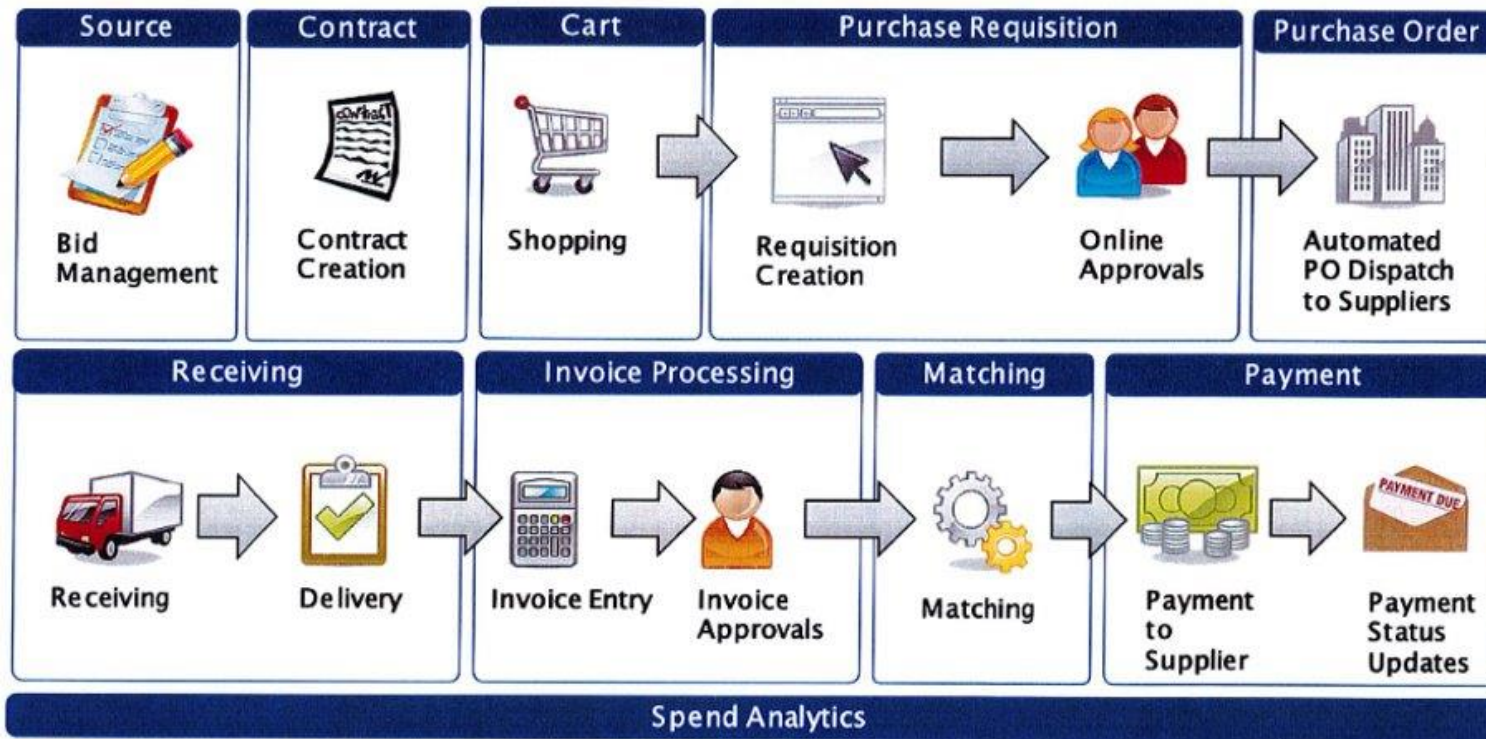 Source
Contract
Cart
Purchase Requisition
Purchase Order
Bid
Management
contract
Contract
Creation
Shopping
Requisition
Creation
Online
Approvals
Automated
PO Dispatch
to Suppliers
Receiving
Invoice Processing
Matching
Payment
Receiving
Delivery
Invoice Entry
Invoice
Approvals
Matching
Payment
to
Supplier
PAYMENT DUE
Payment
Status
Updates
Spend Analytics